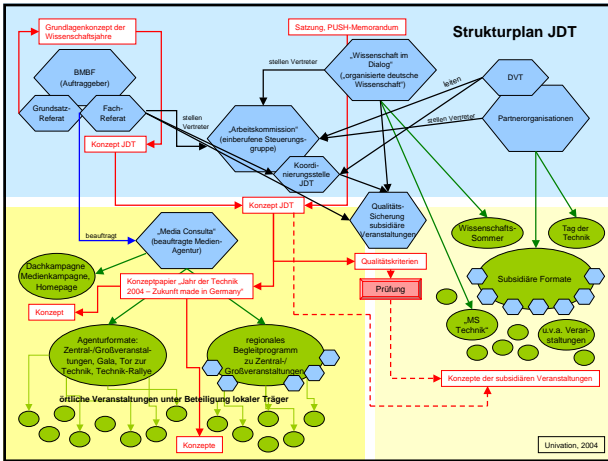 Grundlagenkonzept der
Wissenschaftsjahre
Satzung, PUSH-Memorandum
Strukturplan JDT
BMBF
(Auftraggeber)
Grundsatz-
Referat
Fach-
Referat
stellen Vertreter
„Wissenschaft im
Dialog“
(„organisierte deutsche
Wissenschaft“)
leiten
DVT
stellen Vertreter
Partnerorganisationen
stellen
Vertreter
„Arbeitskommission“
(einberufene Steuerungs-
gruppe)
Konzept JDT
Koordi-
nierungsstelle
JDT
Konzept JDT
Qualitäts-
Sicherung
subsidiäre
Veranstaltungen
beauftragt
„Media Consulta“
(beauftragte Medien-
Agentur)
Wissenschafts-
Sommer
Tag der
Technik
Dachkampagne
Medienkampagne,
Homepage
Qualitätskriterien
Prüfung
Subsidiäre Formate
Konzeptpapier „Jahr der Technik
2004 – Zukunft made in Germany“
Konzept
„MS
Technik“
u.v.a. Veran-
staltungen
Agenturformate:
Zentral-/Großveranstal-
tungen, Gala, Tor zur
Technik, Technik-Rallye
regionales
Begleitprogramm
zu Zentral-/
Großveranstaltungen
Konzepte der subsidiären Veranstaltungen
örtliche Veranstaltungen unter Beteiligung lokaler Träger
Konzepte
Univation, 2004